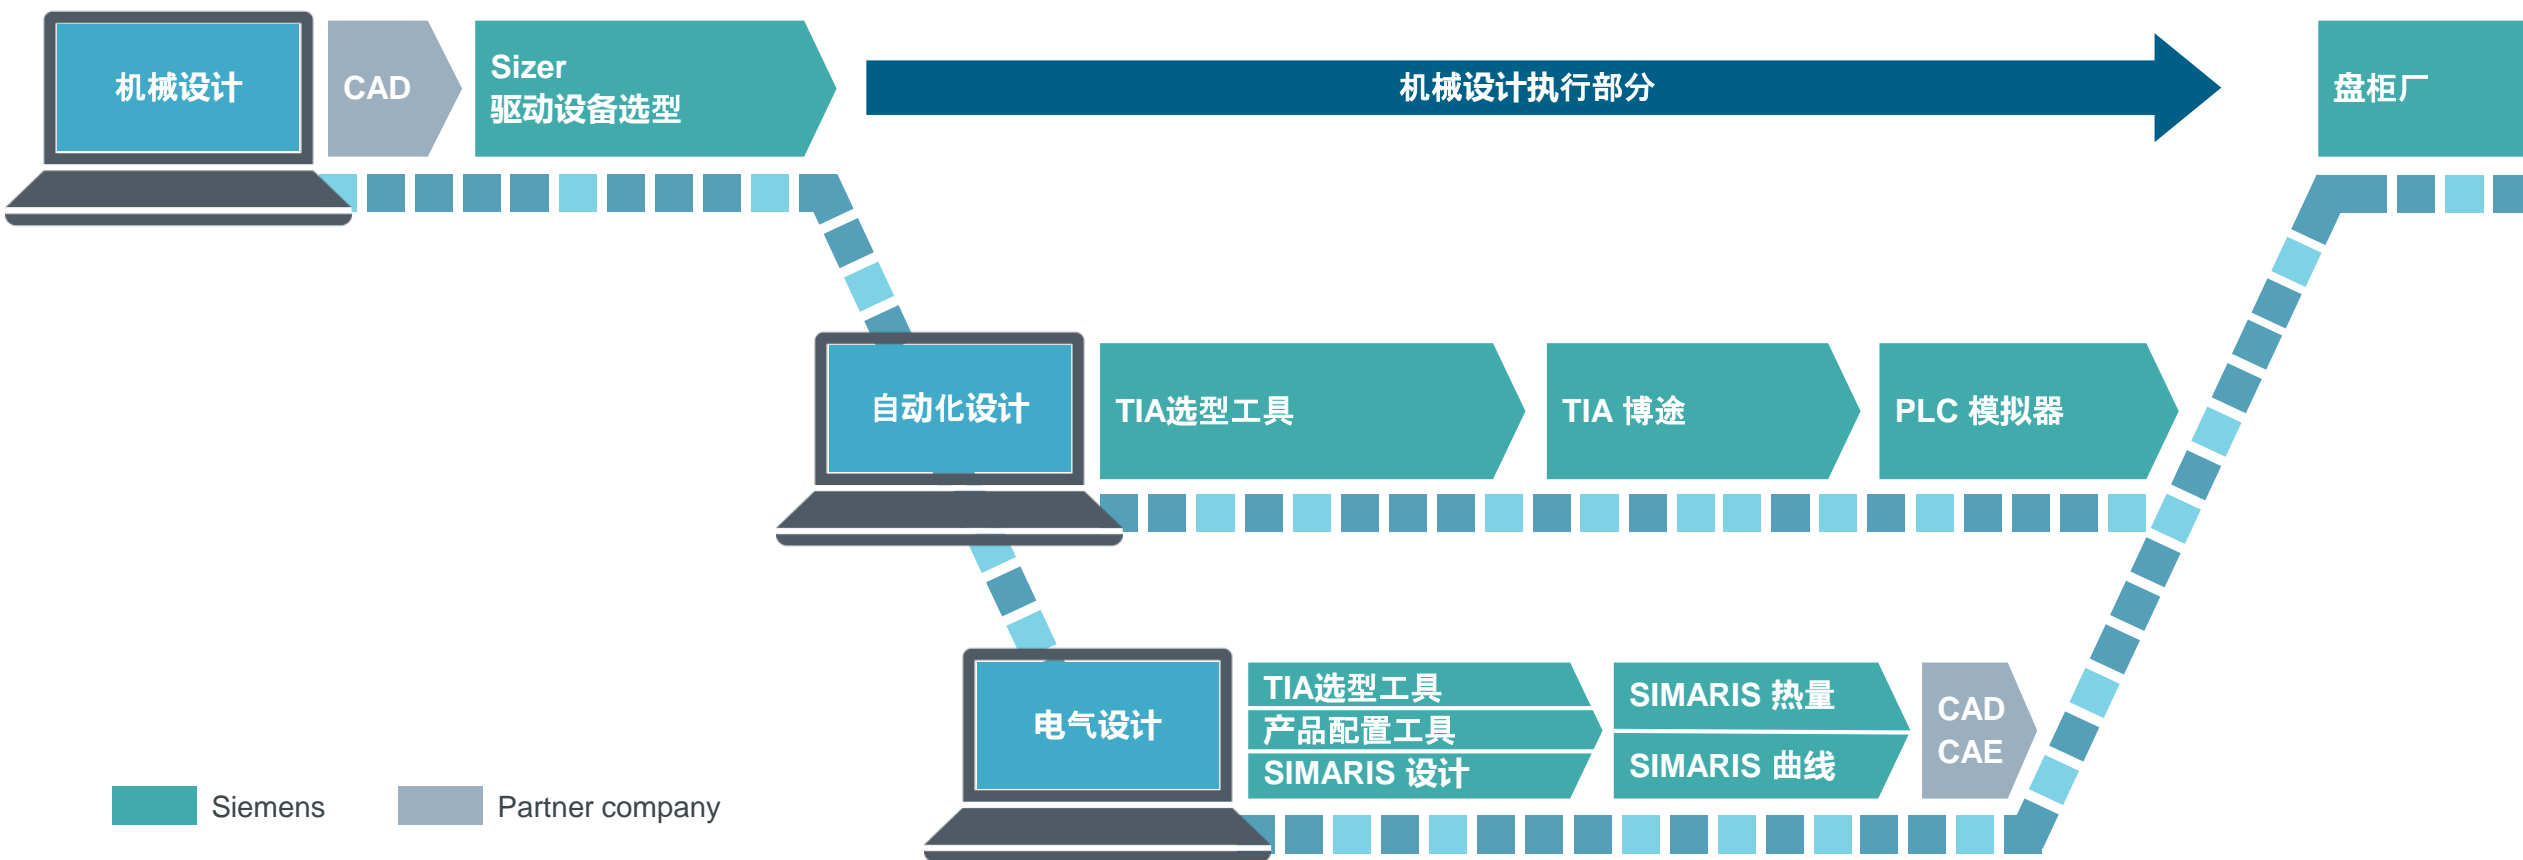 机械设计
CAD
Sizer
驱动设备选型
机械设计执行部分
盘柜厂
自动化设计
TIA选型工具
TIA 博途
PLC 模拟器
电气设计
TIA选型工具
产品配置工具
SIMARIS 设计
SIMARIS 热量
SIMARIS 曲线
CAD
CAE
Siemens
Partner company